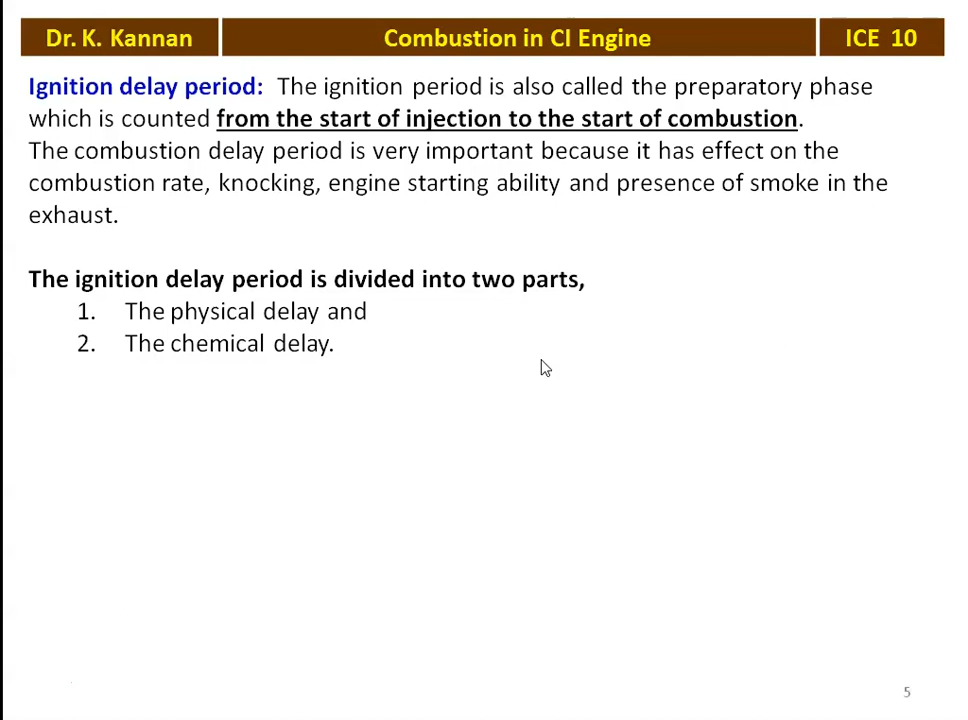 Dr. K. Kannan
Combustion in CI Engine
ICE 10
Ignition delay period: The ignition period is also called the preparatory phase
which is counted from the start of injection to the start of combustion.
The combustion delay period is very important because it has effect on the
combustion rate, knocking, engine starting ability and presence of smoke in the
exhaust.
The ignition delay period is divided into two parts,
1. The physical delay and
2. The chemical delay.
5